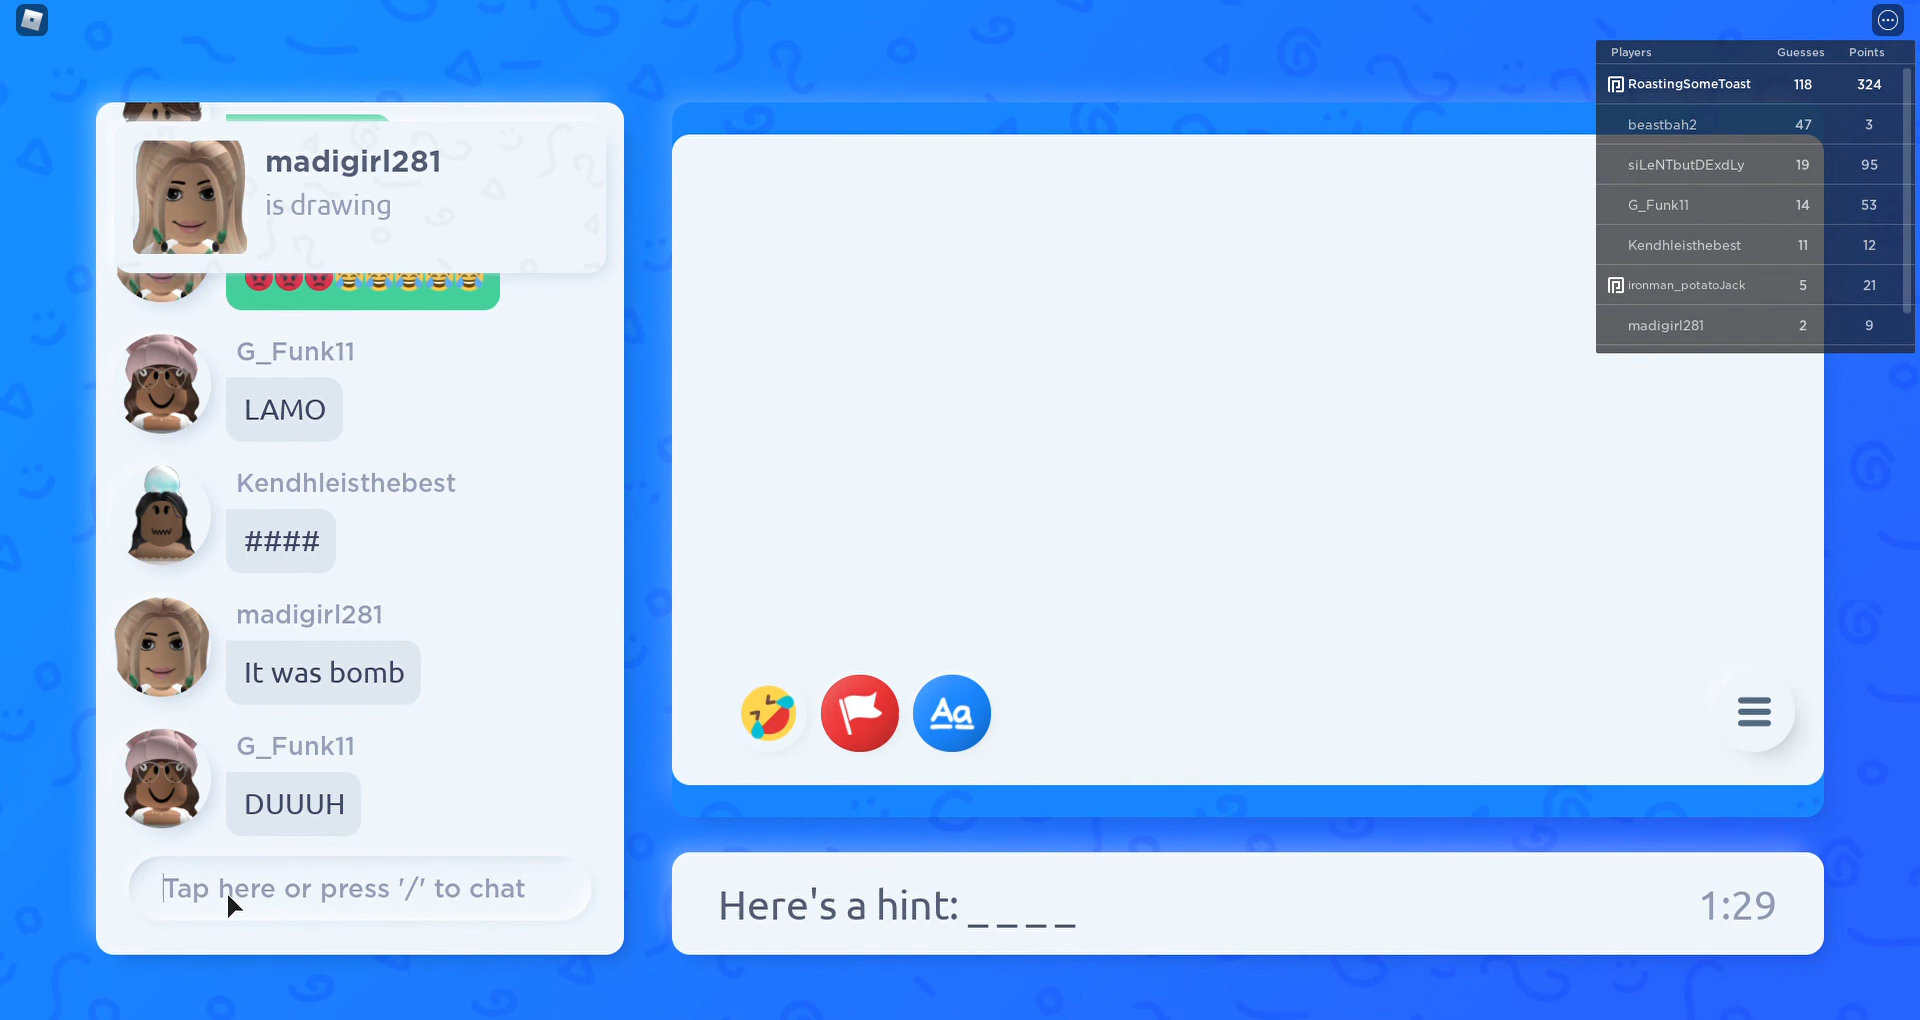 madigirl281
is drawing
G_Funk11
LAMO
Kendhleisthebest
####
madigirl281
It was bomb
G_Funk11
DUUUH
Tap here or press '/' to chat
Aa
Here's a hint: _ _ _ _
1:29
Players Guesses Points
RoastingSomeToast 118 324
beastbah2 47 3
siLeNTbutDExdLy 19 95
G_Funk11 14 53
Kendhleisthebest 11 12
ironman_potatoJack 5 21
madigirl281 2 9